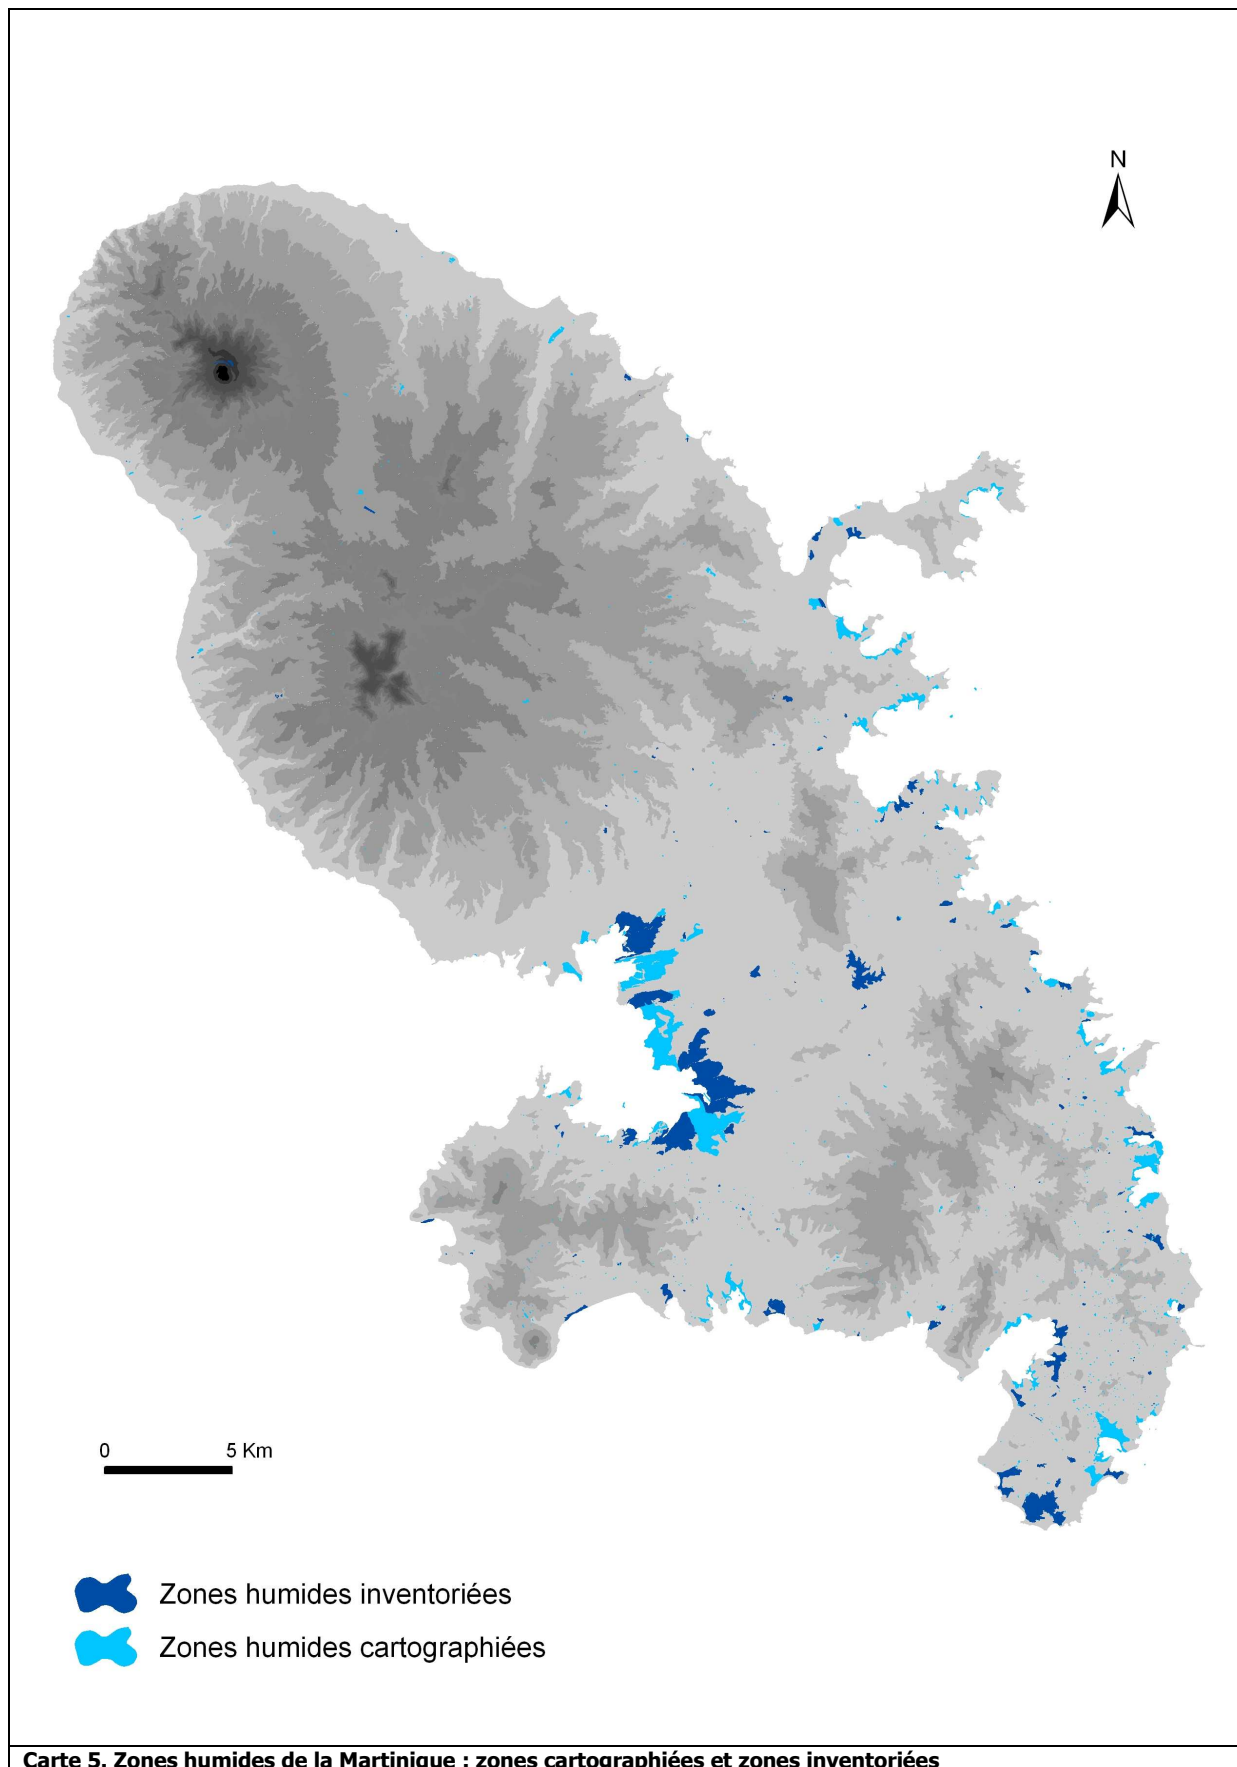 N
0 5 Km
Zones humides inventoriées
Zones humides cartographiées
Carte 5. Zones humides de la Martinique : zones cartographiées et zones inventoriées